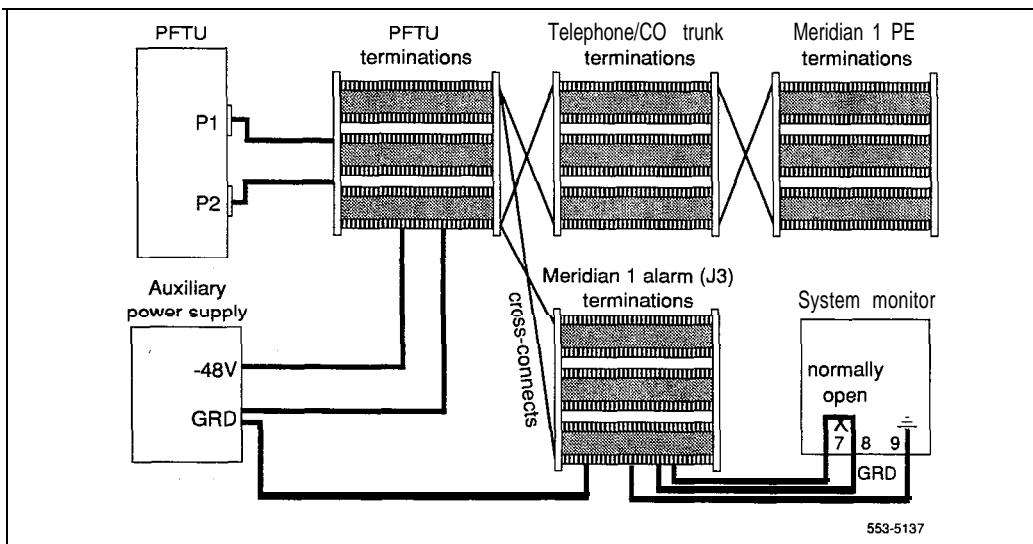 PFTU
PFTU
terminations
Telephone/CO trunk
terminations
Meridian 1 PE
terminations
P1
P2
Auxiliary
power supply
-48V
GRD
cross-connects
Meridian 1 alarm (J3)
terminations
System monitor
normally
open
X
7 8 9
GRD
553-5137